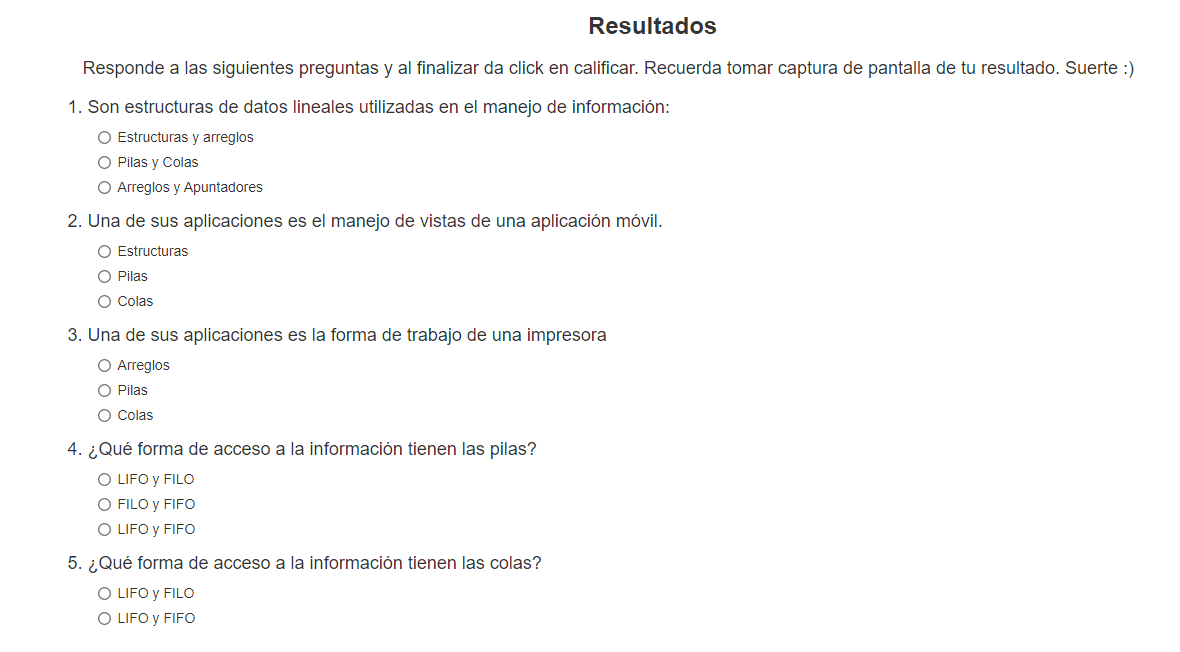 Resultados
Responde a las siguientes preguntas y al finalizar da click en calificar. Recuerda tomar captura de pantalla de tu resultado. Suerte :)
1. Son estructuras de datos lineales utilizadas en el manejo de información:
Estructuras y arreglos
Pilas y Colas
Arreglos y Apuntadores
2. Una de sus aplicaciones es el manejo de vistas de una aplicación móvil.
Estructuras
Pilas
Colas
3. Una de sus aplicaciones es la forma de trabajo de una impresora
Arreglos
Pilas
Colas
4. ¿Qué forma de acceso a la información tienen las pilas?
LIFO y FILO
FILO y FIFO
LIFO y FIFO
5. ¿Qué forma de acceso a la información tienen las colas?
LIFO y FILO
LIFO y FIFO